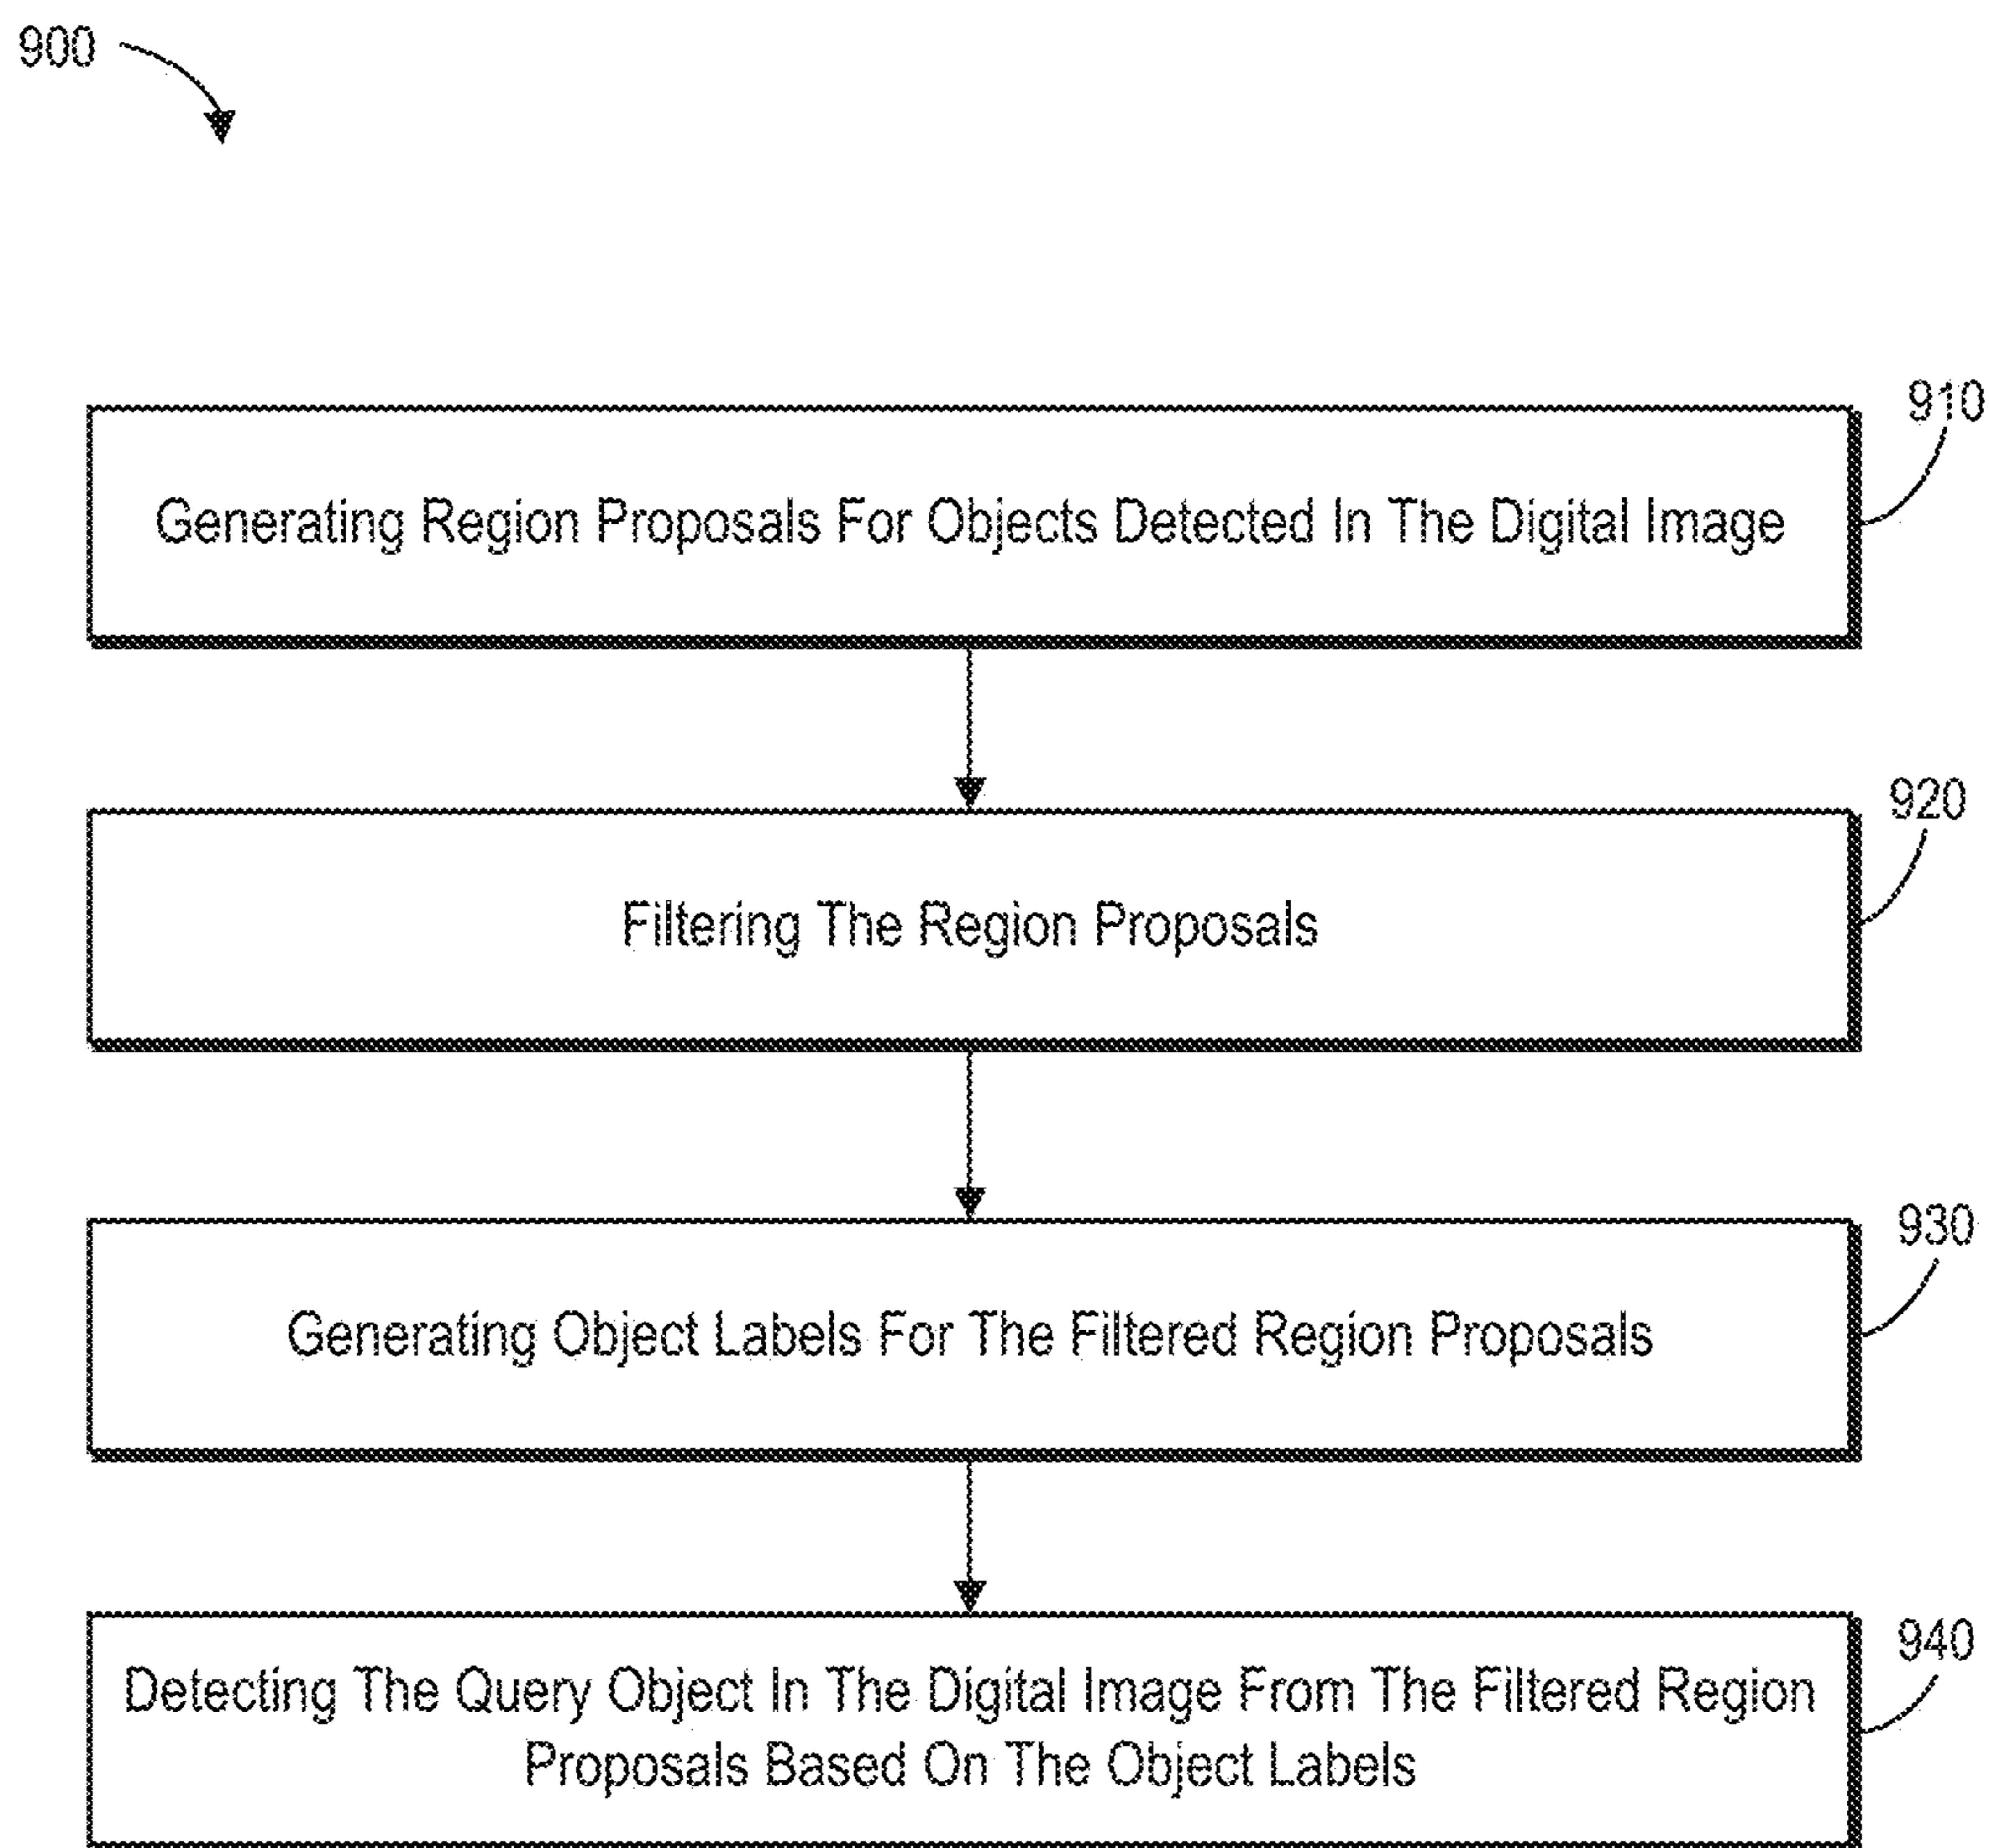 900
910
Generating Region Proposals For Objects Detected In The Digital Image
920
Filtering The Region Proposals
930
Generating Object Labels For The Filtered Region Proposals
940
Detecting The Query Object In The Digital Image From The Filtered Region
Proposals Based On The Object Labels